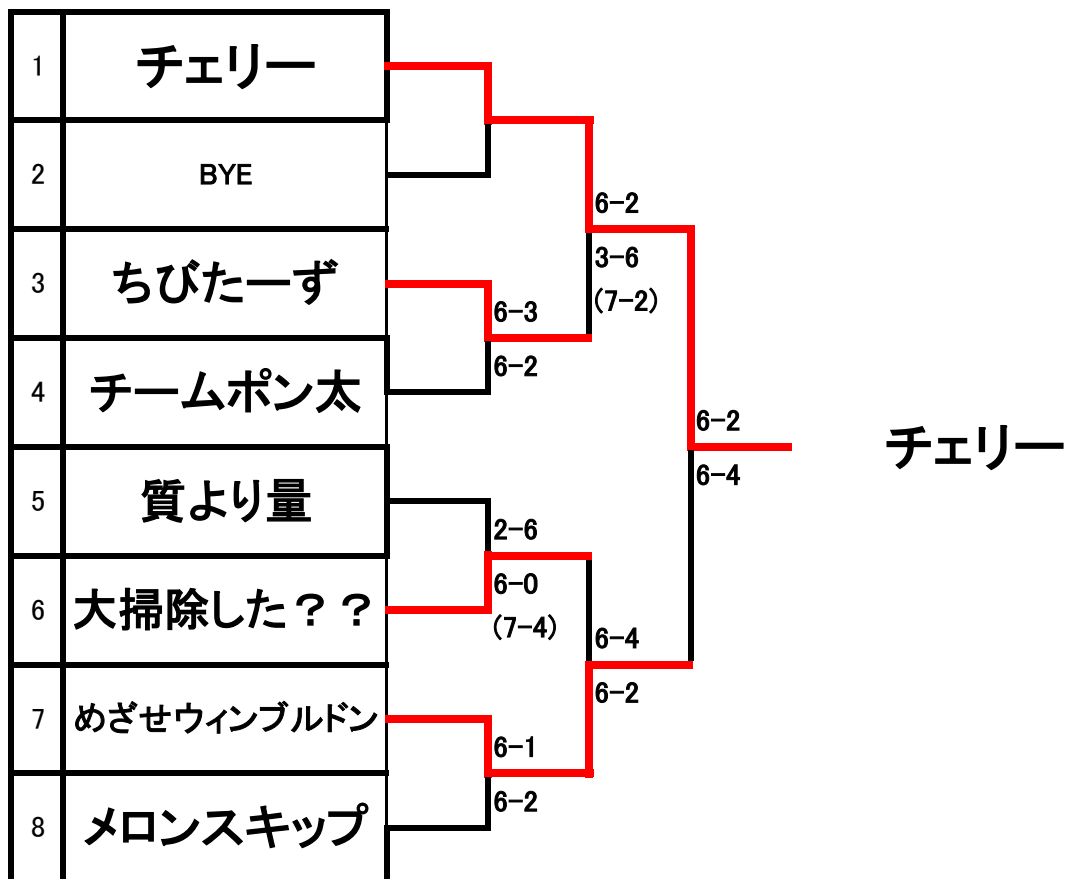 1 チェリー
2 BYE
3 ちびたーず
4 チームポン太
5 質より量
6 大掃除した？？
7 めざせウィンブルドン
8 メロンスキップ
6-3
6-2
2-6
6-0
(7-4)
6-1
6-2
6-2
3-6
(7-2)
6-4
6-2
6-2
6-4
チェリー